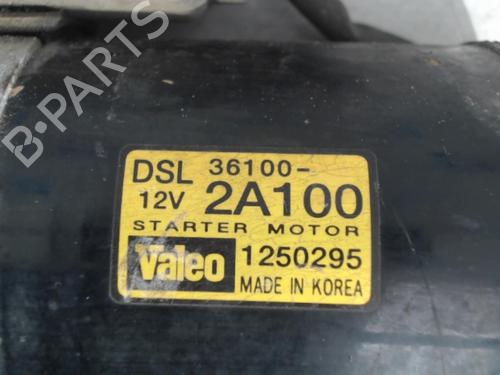 B-PARTS
DSL 36100-
12V 2A100
STARTER MOTOR
Valeo 1250295
MADE IN KOREA